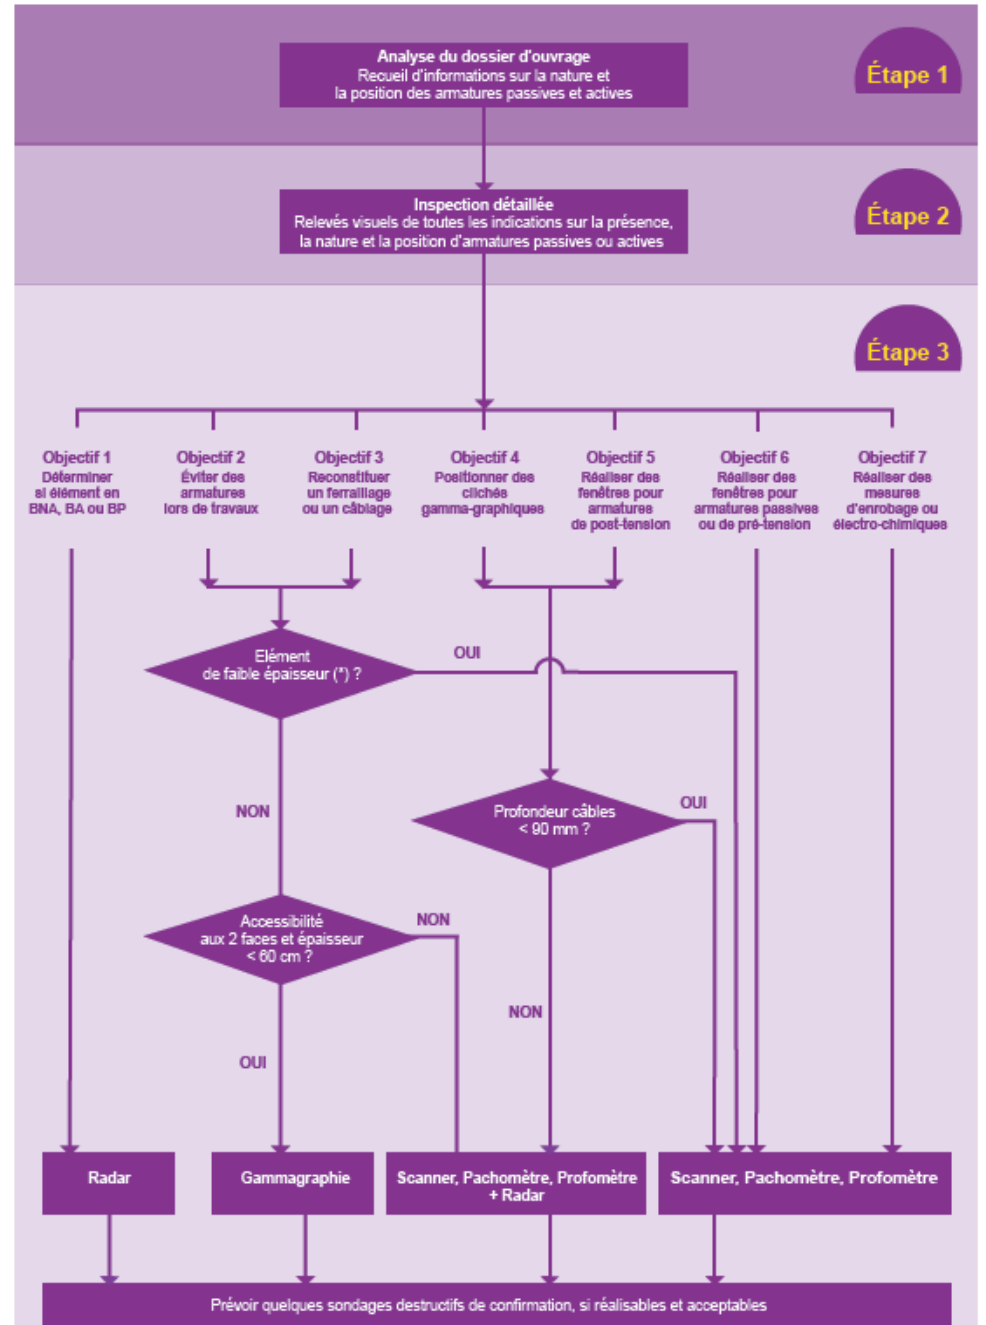 Analyse du dossier d'ouvrage
Recueil d'informations sur la nature et
la position des armatures passives et actives
Étape 1
Inspection détaillée
Relevés visuels de toutes les indications sur la présence,
la nature et la position d'armatures passives ou actives
Étape 2
Étape 3
Objectif 1
Déterminer
si élément en
BNA, BA ou BP
Objectif 2
Éviter des
armatures
lors de travaux
Objectif 3
Reconstituer
un ferraillage
ou un câblage
Objectif 4
Positionner des
clichés
gamma-graphiques
Objectif 5
Réaliser des
fenêtres pour
armatures
de post-tension
Objectif 6
Réaliser des
fenêtres pour
armatures passives
ou de pré-tension
Objectif 7
Réaliser des
mesures
d'enrobage ou
électro-chimiques
Elément
de faible épaisseur (*) ?
OUI
NON
Profondeur câbles
< 90 mm ?
OUI
Accessibilité
aux 2 faces et épaisseur
< 60 cm ?
NON
NON
OUI
Radar
Gammagraphie
Scanner, Pachomètre, Profomètre
+ Radar
Scanner, Pachomètre, Profomètre
Prévoir quelques sondages destructifs de confirmation, si réalisables et acceptables